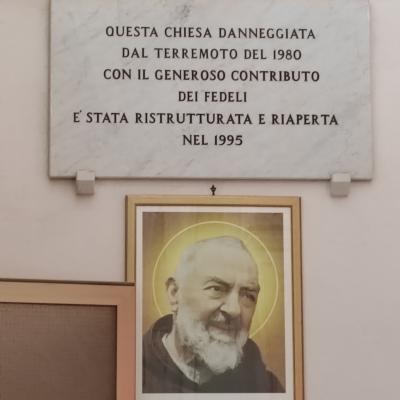 QUESTA CHIESA DANNEGGIATA
DAL TERREMOTO DEL 1980
CON IL GENEROSO CONTRIBUTO
DEI FEDELI
E' STATA RISTRUTTURATA E RIAPERTA
NEL 1995